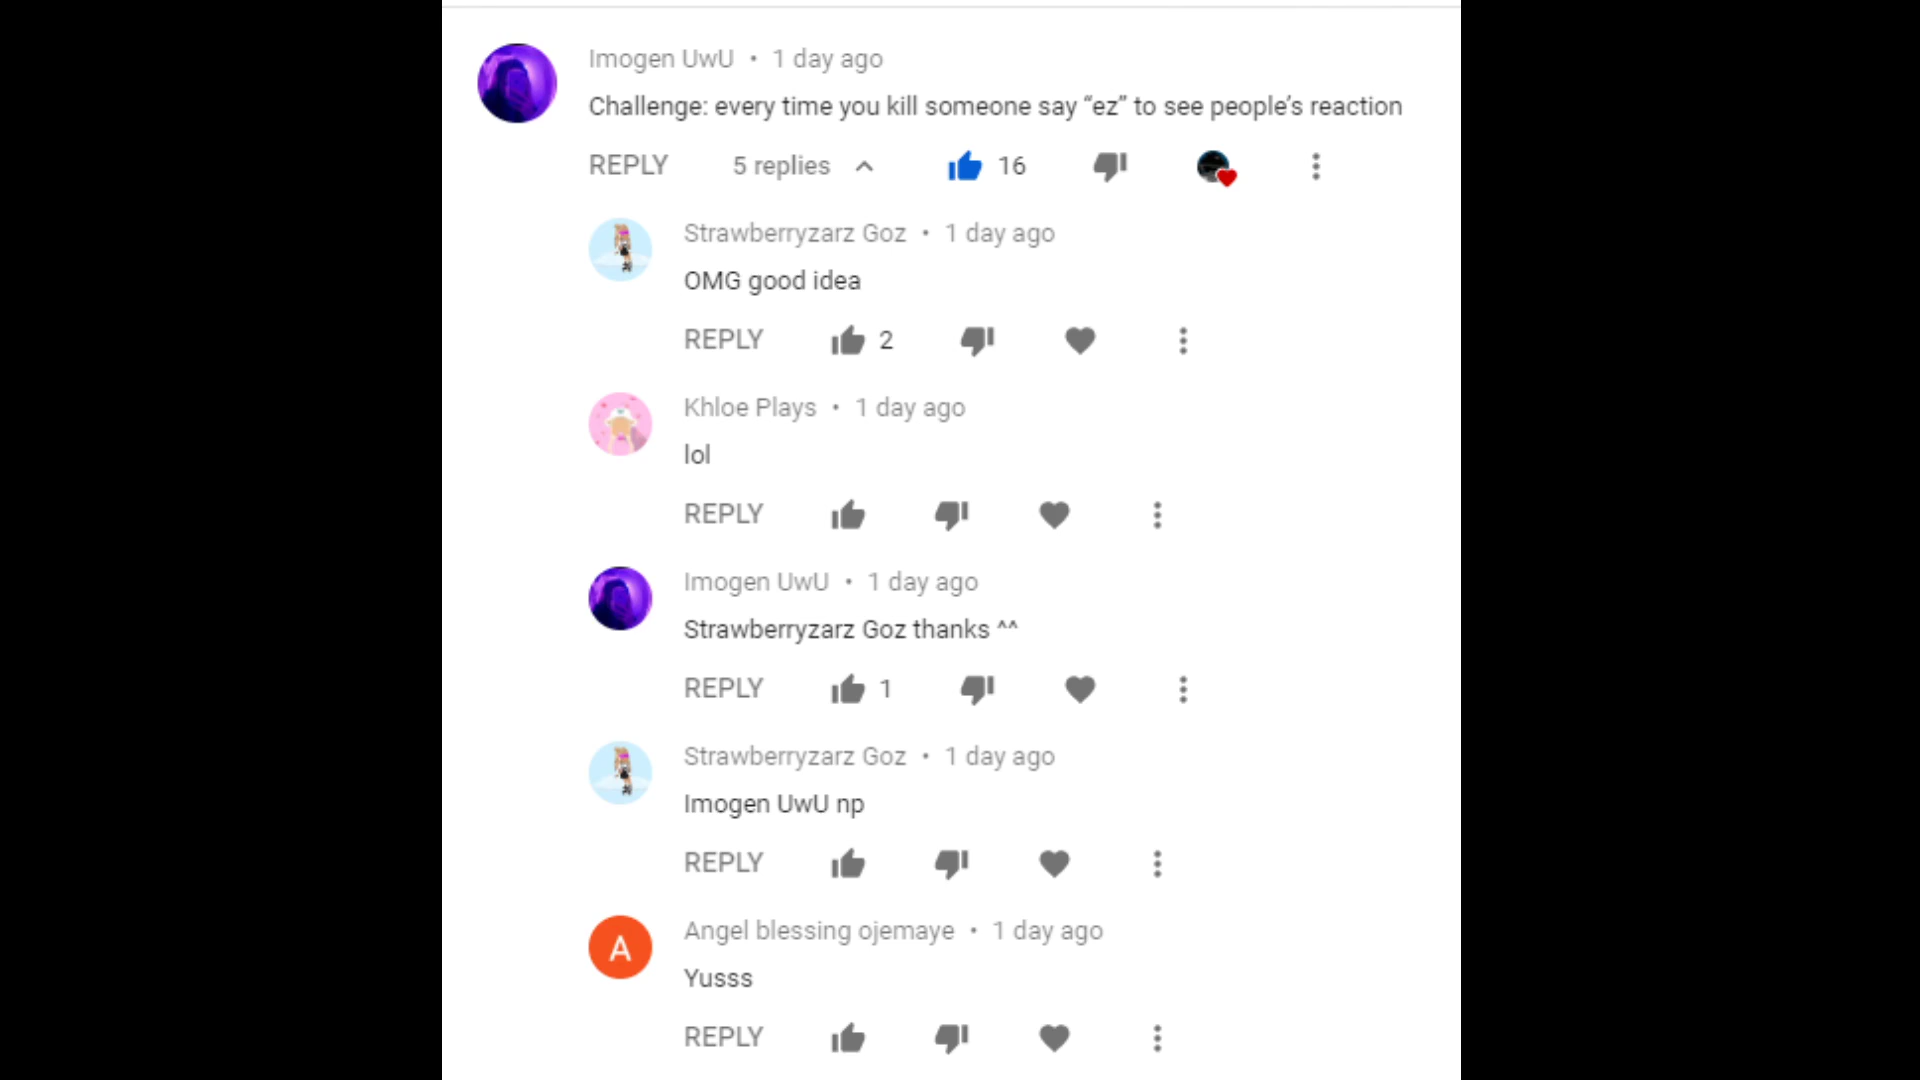 Imogen UwU • 1 day ago
Challenge: every time you kill someone say “ez” to see people’s reaction
REPLY 5 replies 16
Strawberryzarz Goz • 1 day ago
OMG good idea
REPLY 2
Khloe Plays • 1 day ago
lol
REPLY
Imogen UwU • 1 day ago
Strawberryzarz Goz thanks ^^
REPLY 1
Strawberryzarz Goz • 1 day ago
Imogen UwU np
REPLY
A
Angel blessing ojemaye • 1 day ago
Yusss
REPLY